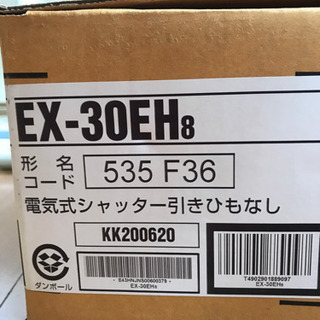 EX-30EH8
形 名
コード
535 F36
電気式シャッター引きひもなし
KK200620
ダンボール
EX-30EH8
T4902901889097
EX-30EH8